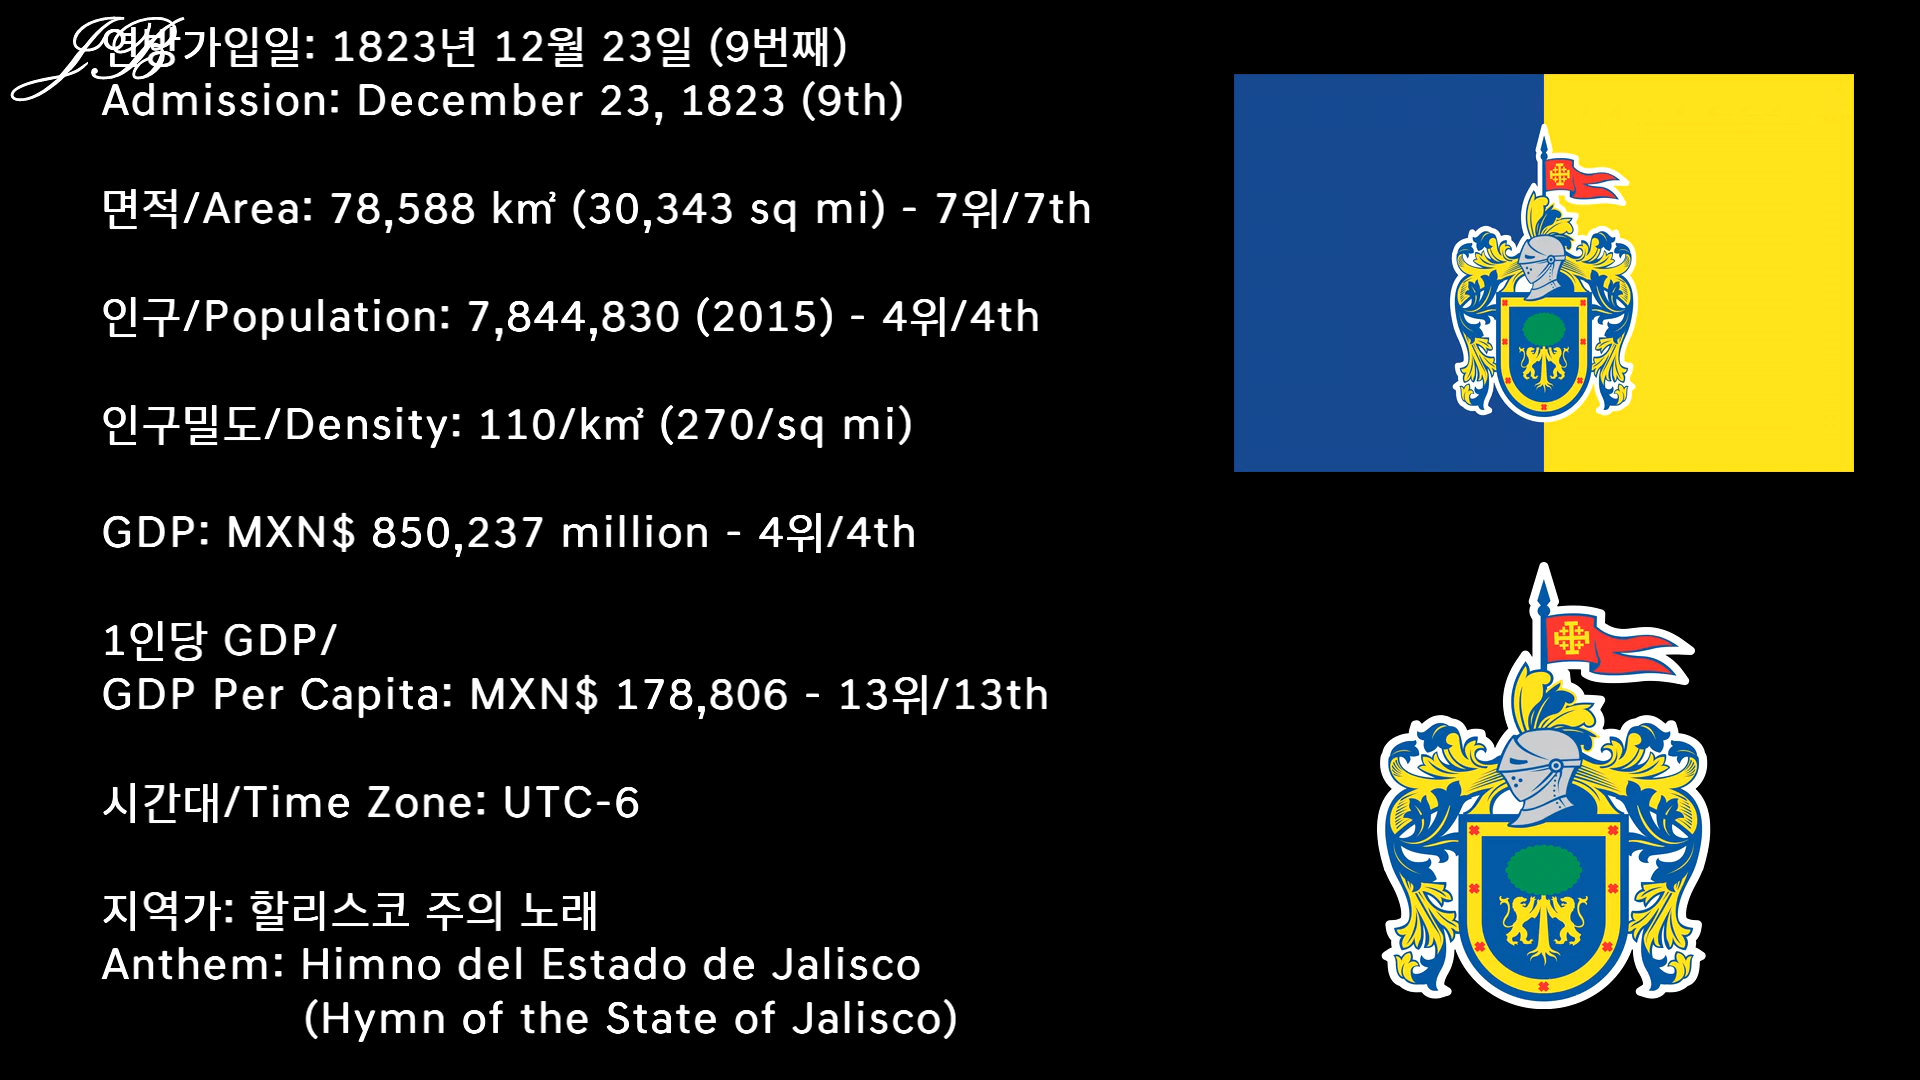 JB
연방가입일: 1823년 12월 23일 (9번째)
Admission: December 23, 1823 (9th)
면적/Area: 78,588 k㎡ (30,343 sq mi) - 7위/7th
인구/Population: 7,844,830 (2015) - 4위/4th
인구밀도/Density: 110/k㎡ (270/sq mi)
GDP: MXN$ 850,237 million - 4위/4th
1인당 GDP/
GDP Per Capita: MXN$ 178,806 - 13위/13th
시간대/Time Zone: UTC-6
지역가: 할리스코 주의 노래
Anthem: Himno del Estado de Jalisco
(Hymn of the State of Jalisco)